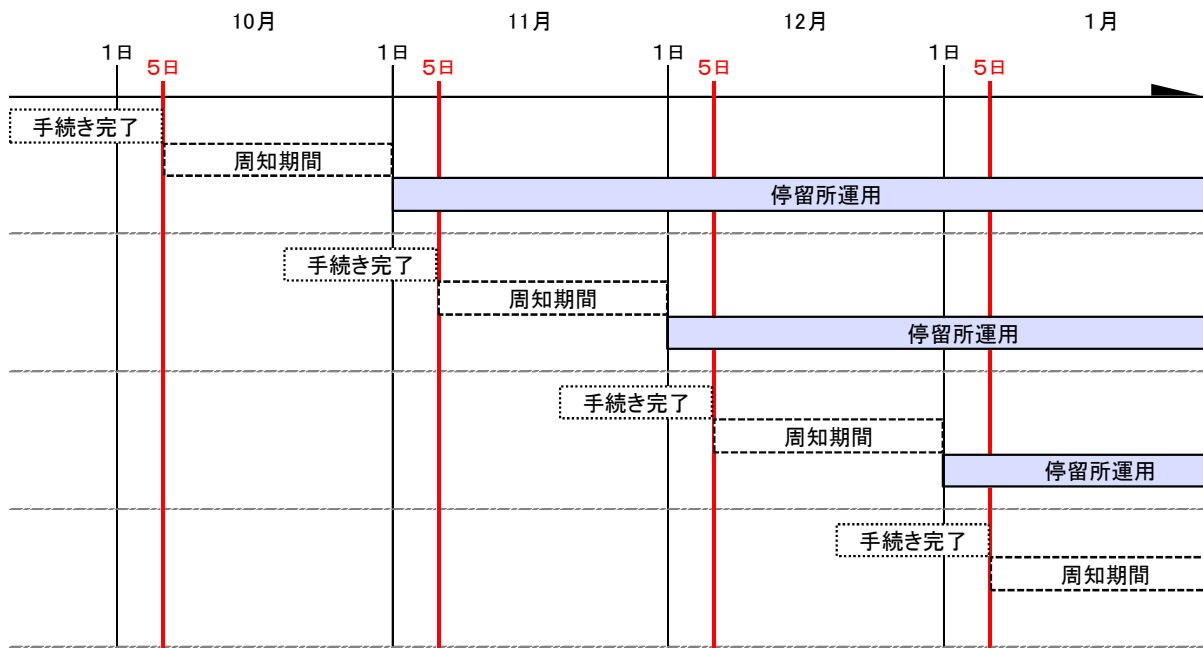 10月
11月
12月
1月
1日
1日
1日
1日
5日
5日
5日
5日
手続き完了
周知期間
停留所運用
手続き完了
周知期間
停留所運用
手続き完了
周知期間
停留所運用
手続き完了
周知期間